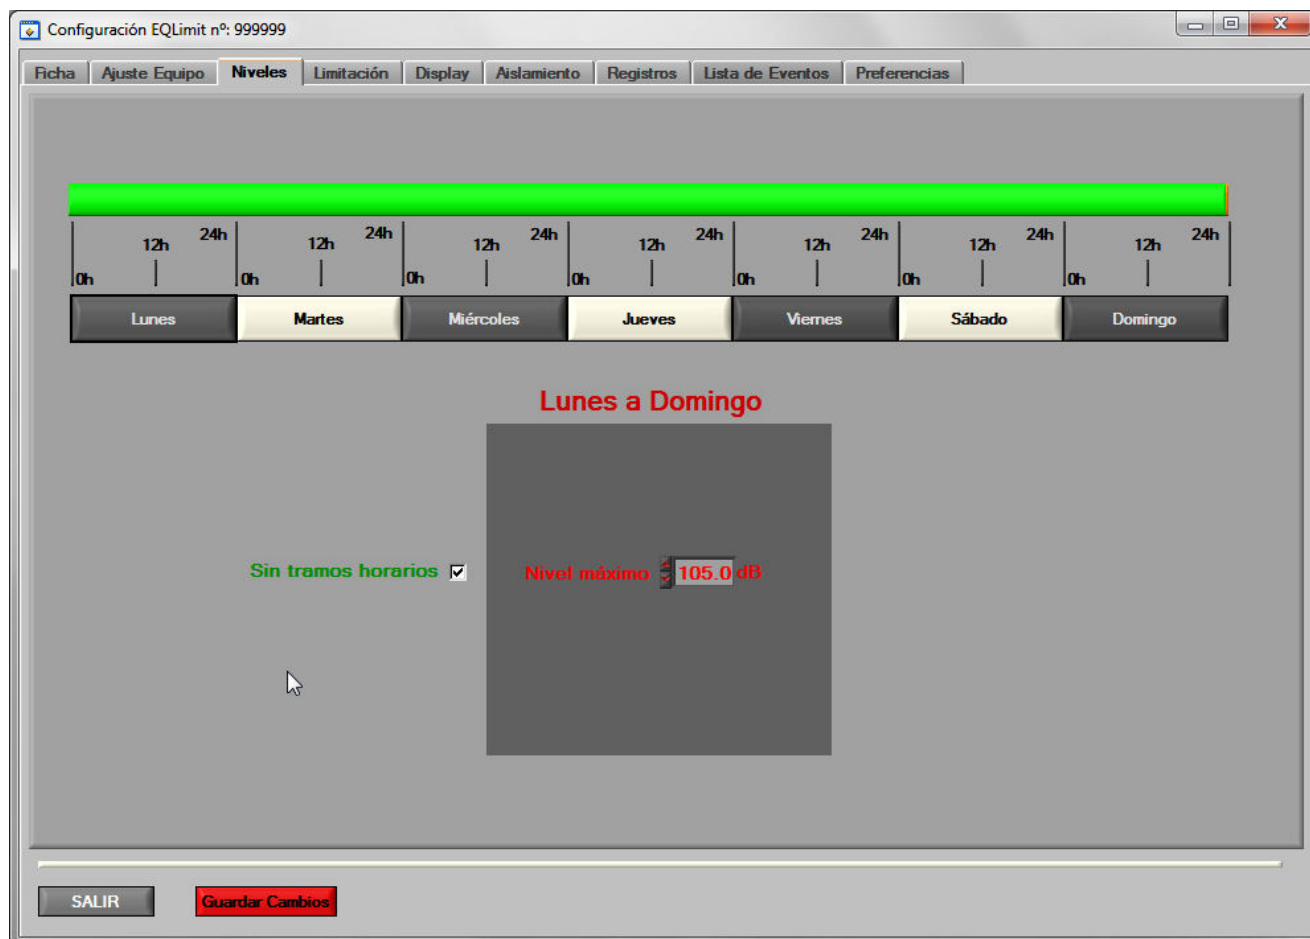 Configuración EQLimit nº: 999999
Ficha Ajuste Equipo Niveles Limitación Display Aislamiento Registros Lista de Eventos Preferencias
12h 24h 12h 24h 12h 24h 12h 24h 12h 24h 12h 24h 12h 24h
0h 0h 0h 0h 0h 0h 0h
Lunes Martes Miércoles Jueves Viernes Sábado Domingo
Lunes a Domingo
Sin tramos horarios Nivel máximo 105.0 dB
SALIR Guardar Cambios